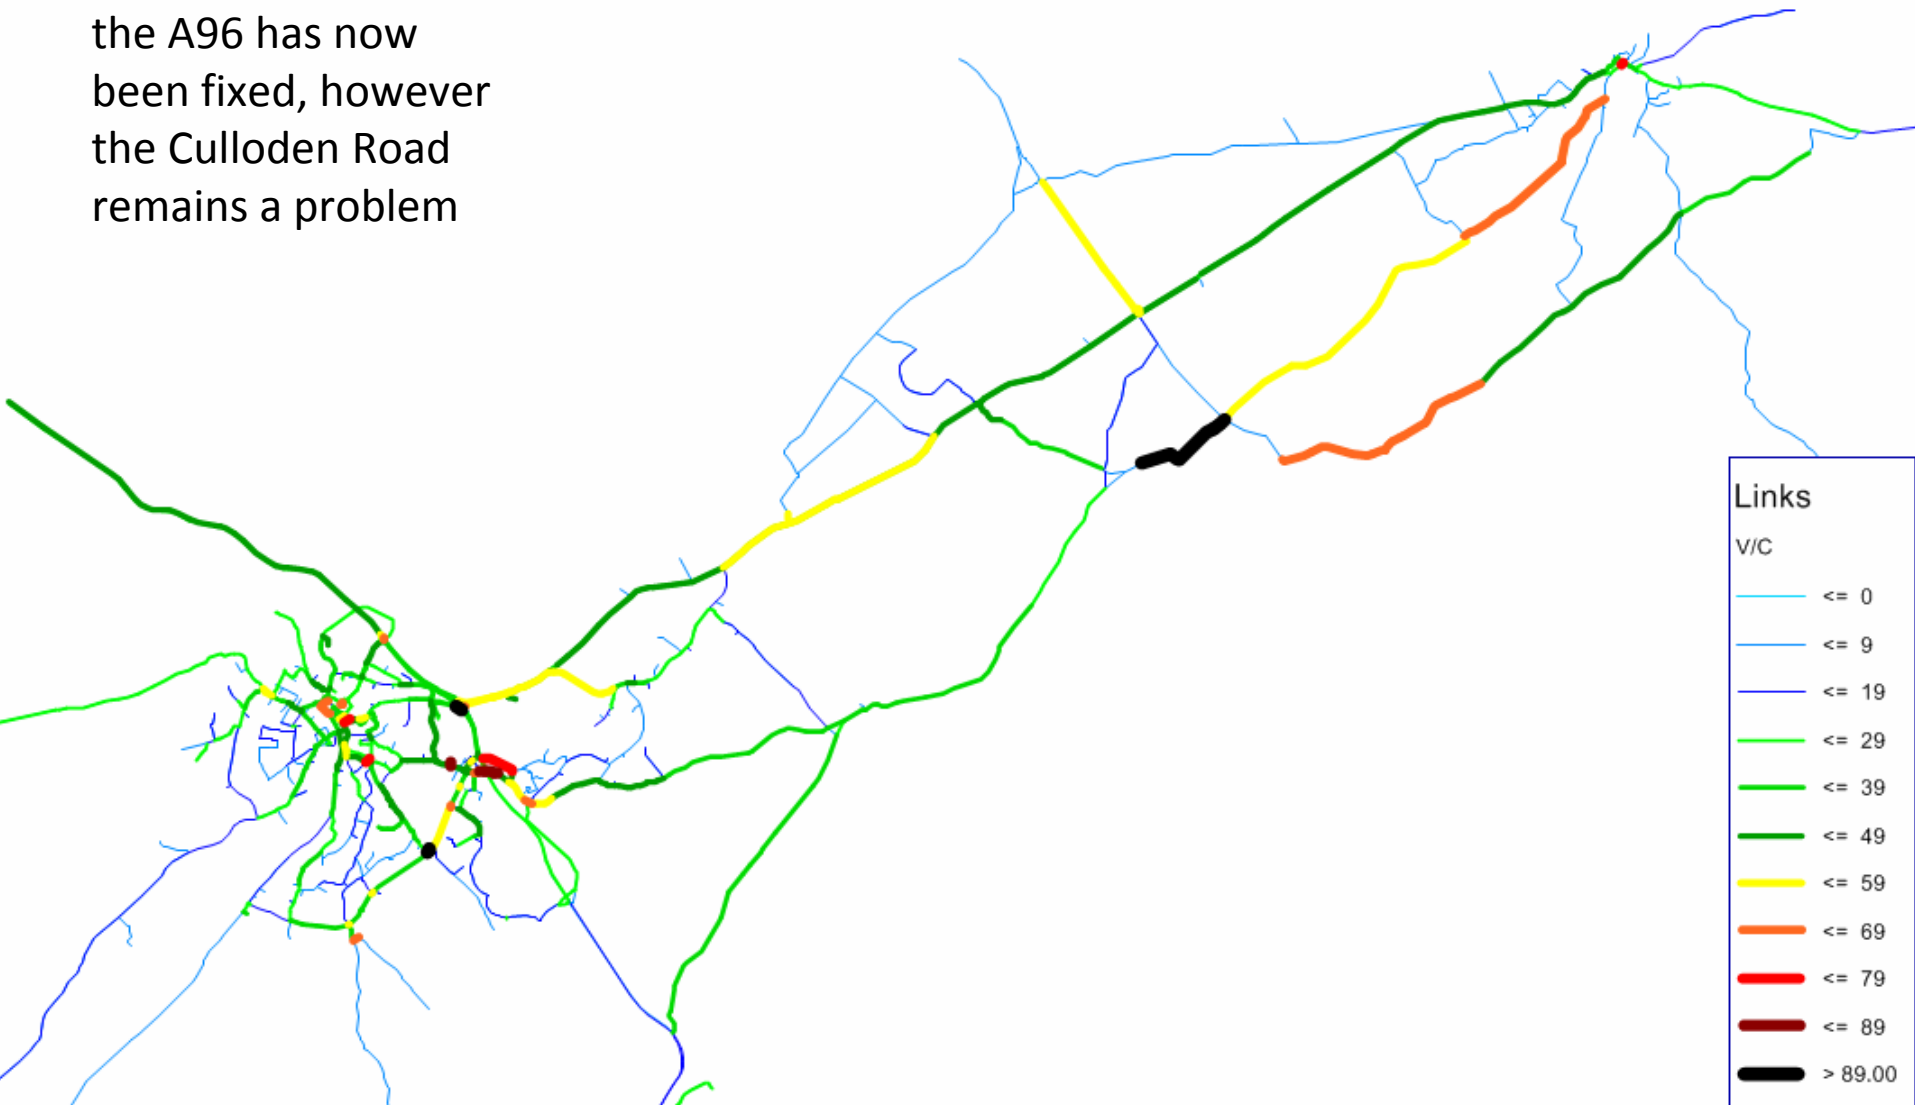 the A96 has now
been fixed, however
the Culloden Road
remains a problem
Links
V/C
<= 0
<= 9
<= 19
<= 29
<= 39
<= 49
<= 59
<= 69
<= 79
<= 89
> 89.00